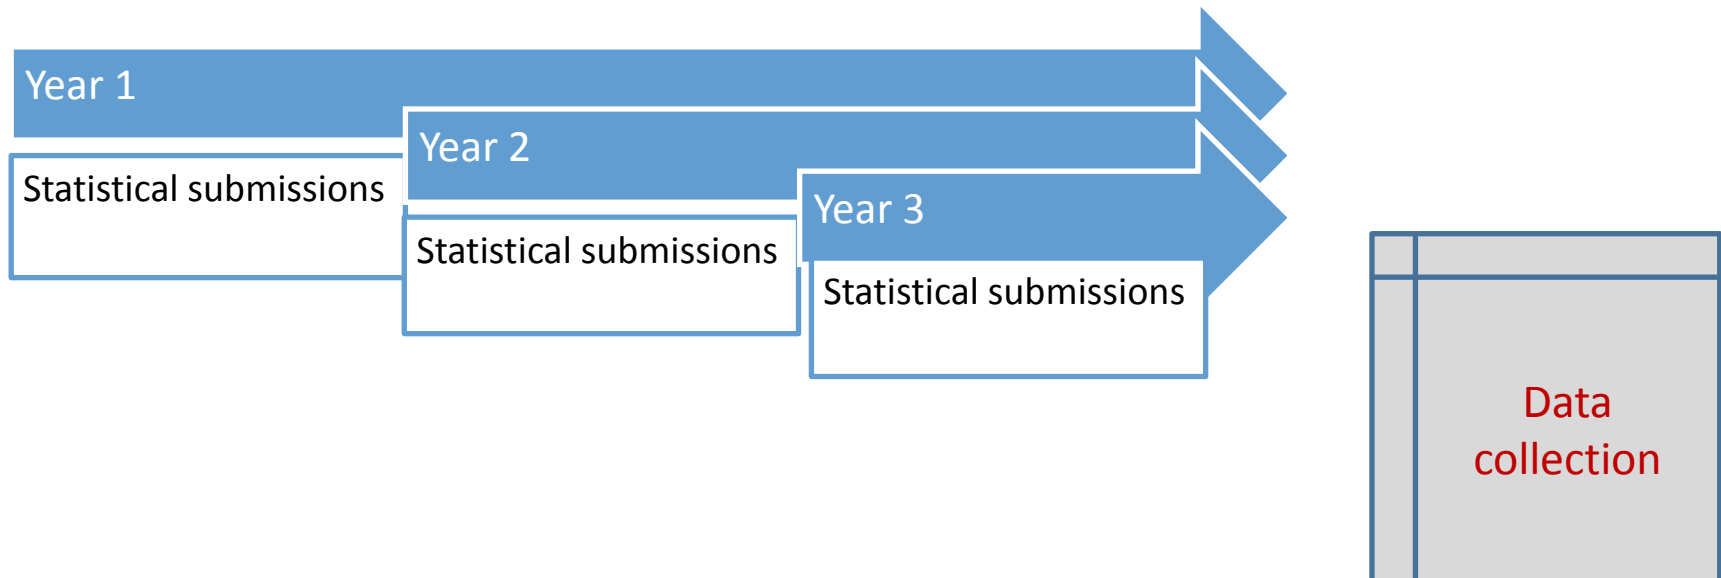 Year 1
Statistical submissions
Year 2
Statistical submissions
Year 3
Statistical submissions
Data
collection